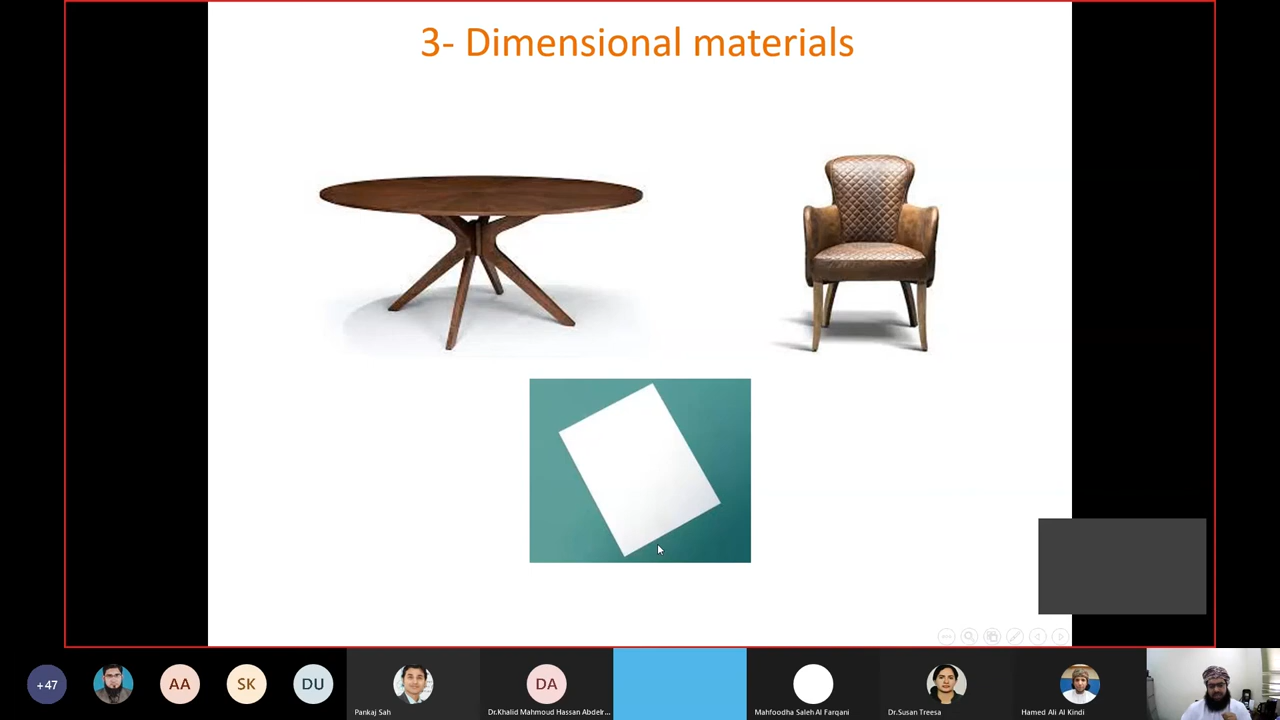 3- Dimensional materials
+47
AA
SK
DU
DA
Pankaj Sah
Dr.Khalid Mahmoud Hassan Abdelr...
Mahfoodha Saleh Al Farqani
Dr.Susan Treesa
Hamed Ali Al Kindi